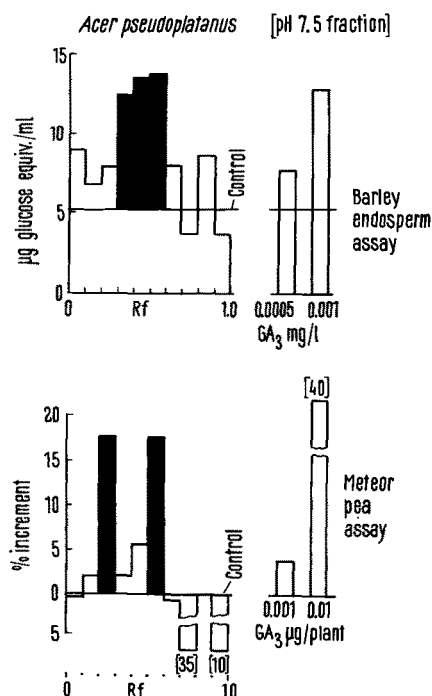 Acer pseudoplatanus [pH 7.5 fraction]
µg glucose equiv./ml
15
10
5
0
Control
0 Rf 1.0
0.0005 0.001
GA₃ mg/l
Barley
endosperm
assay
% increment
20
15
10
5
0
5
Control
[35] [10]
0 Rf 1.0
[40]
0.001 0.01
GA₃ µg/plant
Meteor
pea
assay